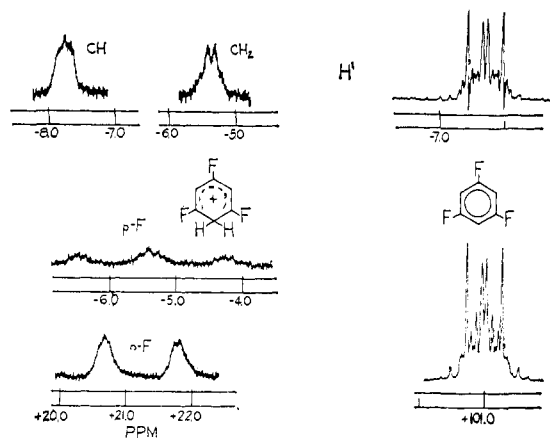 CH
CH2
H'
-8.0 -7.0
-6.0 -5.0
-7.0
F
F F
+
H H
F
F F
p-F
-6.0 -5.0 -4.0
o-F
+20.0 +21.0 +22.0
PPM
+101.0